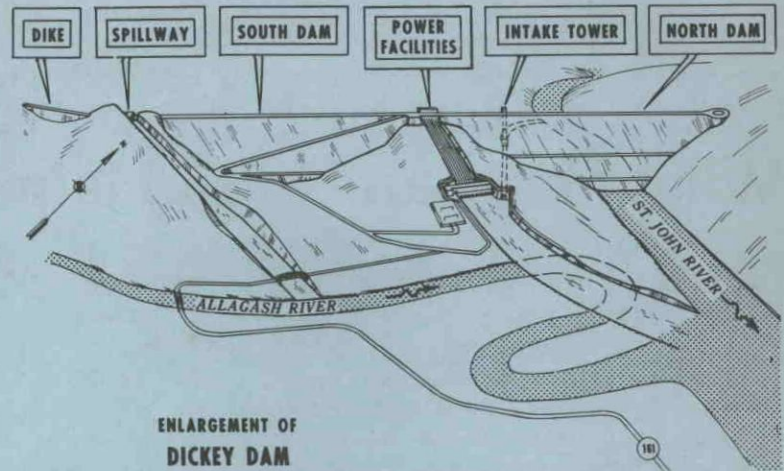 DIKE
SPILLWAY
SOUTH DAM
POWER
FACILITIES
INTAKE TOWER
NORTH DAM
ST. JOHN RIVER
ALLAGASH RIVER
161
ENLARGEMENT OF
DICKEY DAM